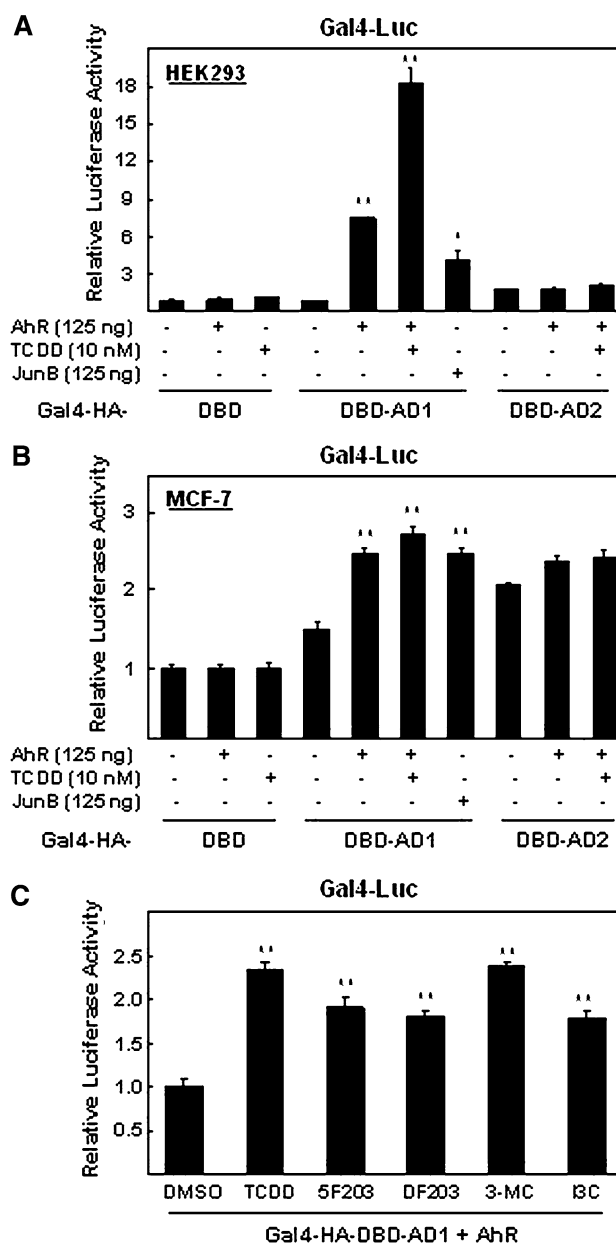 A
Gal4-Luc
HEK293
Relative Luciferase Activity
18
15
12
9
6
3
** ** *
AhR (125 ng) - + - - + + - - + +
TCDD (10 nM) - - + - - + - - - +
JunB (125 ng) - - - - - - + - - -
Gal4-HA- DBD DBD-AD1 DBD-AD2
B
Gal4-Luc
MCF-7
Relative Luciferase Activity
3
2
1
** ** **
AhR (125 ng) - + - - + + - - + +
TCDD (10 nM) - - + - - + - - - +
JunB (125 ng) - - - - - - + - - -
Gal4-HA- DBD DBD-AD1 DBD-AD2
C
Gal4-Luc
Relative Luciferase Activity
2.5
2.0
1.5
1.0
0.5
** ** ** ** **
DMSO TCDD 5F203 DF203 3-MC I3C
Gal4-HA-DBD-AD1 + AhR